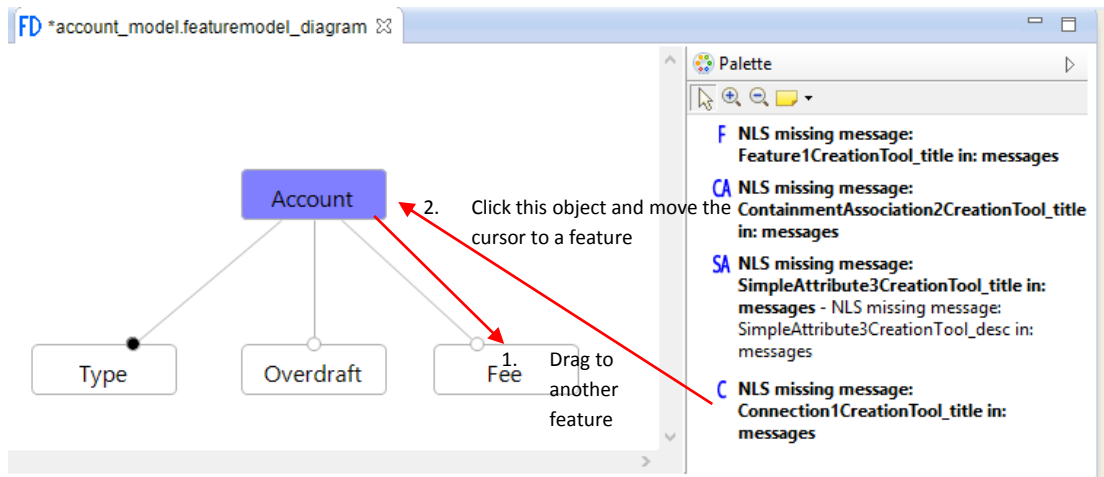 FD *account_model.featuremodel_diagram
Palette
F NLS missing message:
Feature1CreationTool_title in: messages
CA NLS missing message:
ContainmentAssociation2CreationTool_title
in: messages
SA NLS missing message:
SimpleAttribute3CreationTool_title in:
messages - NLS missing message:
SimpleAttribute3CreationTool_desc in:
messages
C NLS missing message:
Connection1CreationTool_title in:
messages
Account
2. Click this object and move the
cursor to a feature
Type
Overdraft
Fee
1. Drag to
another
feature